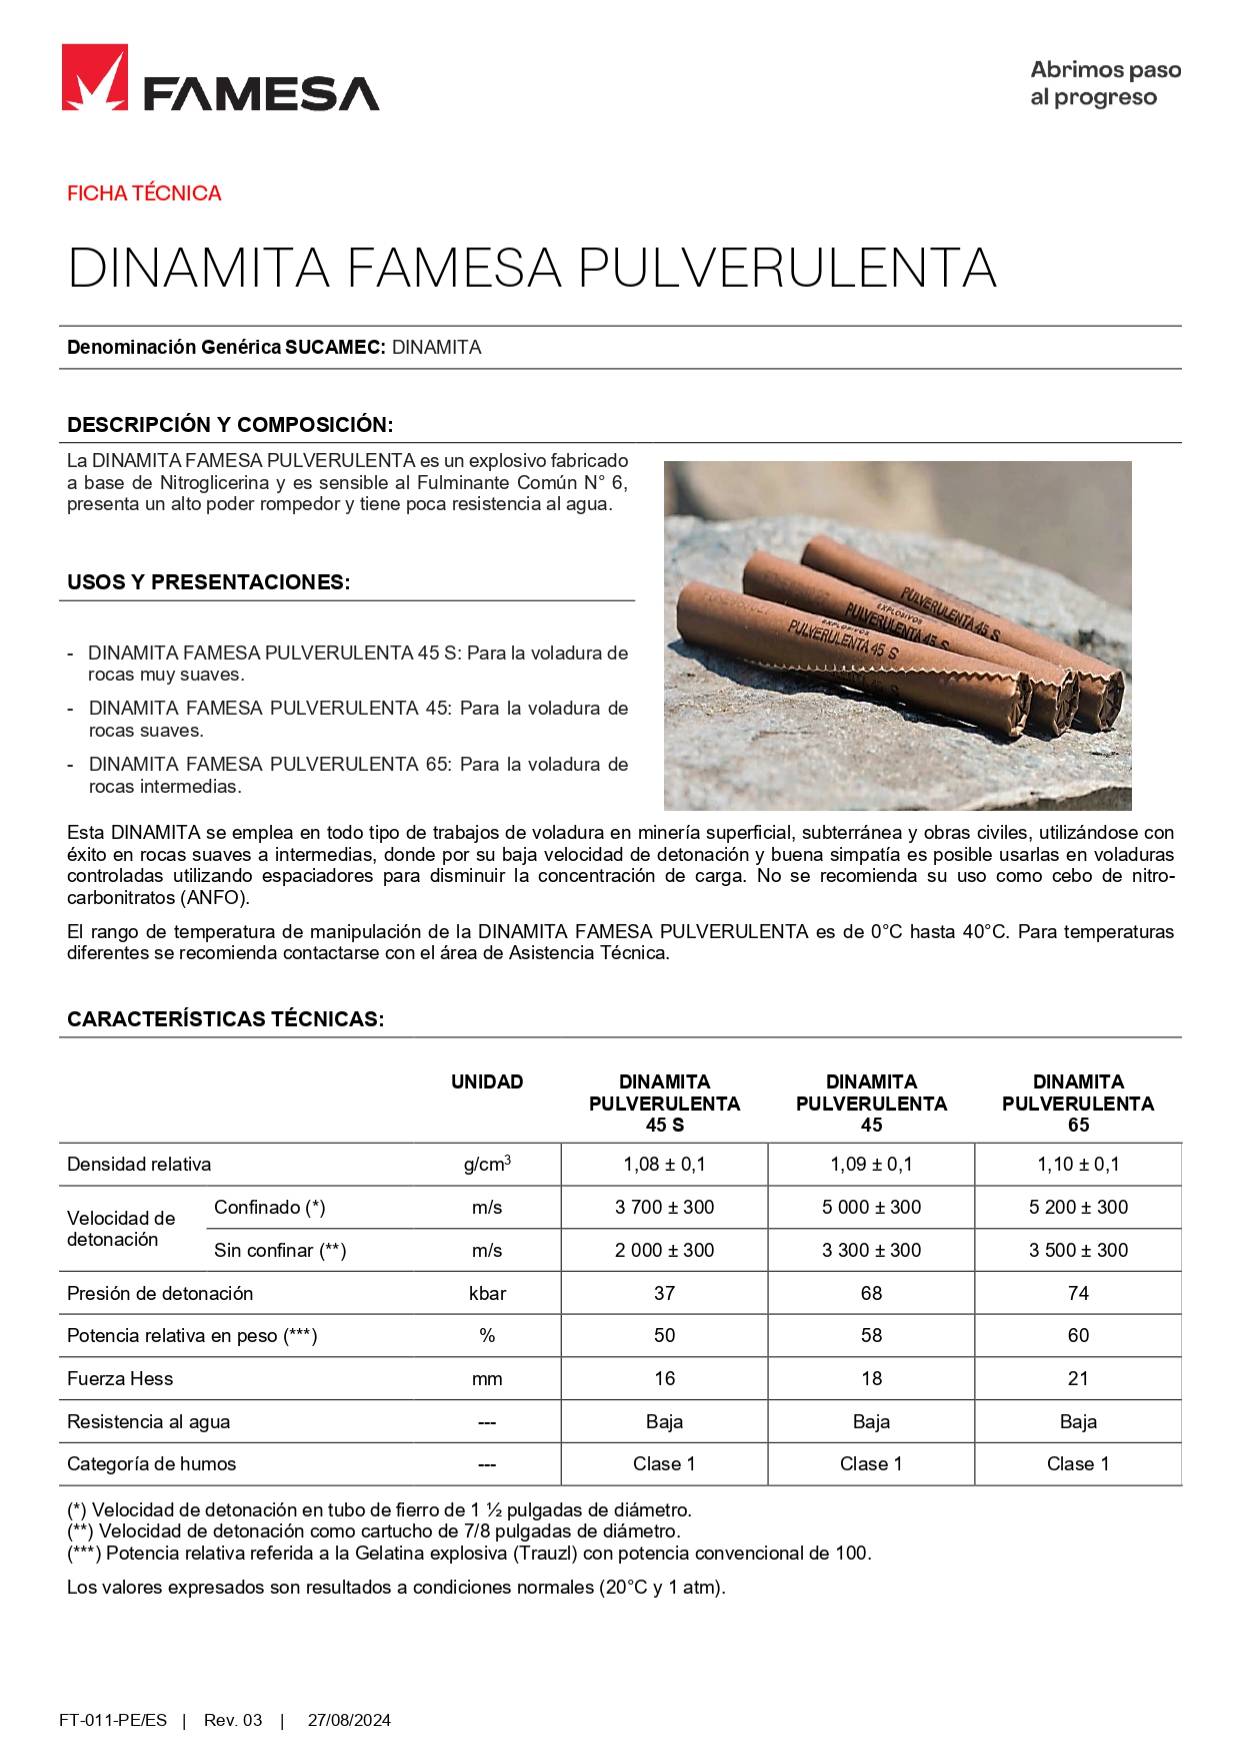 FAMESA
Abrimos paso
al progreso
FICHA TÉCNICA
DINAMITA FAMESA PULVERULENTA
Denominación Genérica SUCAMEC: DINAMITA
DESCRIPCIÓN Y COMPOSICIÓN:
La DINAMITA FAMESA PULVERULENTA es un explosivo fabricado
a base de Nitroglicerina y es sensible al Fulminante Común N° 6,
presenta un alto poder rompedor y tiene poca resistencia al agua.
USOS Y PRESENTACIONES:
- DINAMITA FAMESA PULVERULENTA 45 S: Para la voladura de
rocas muy suaves.
- DINAMITA FAMESA PULVERULENTA 45: Para la voladura de
rocas suaves.
- DINAMITA FAMESA PULVERULENTA 65: Para la voladura de
rocas intermedias.
PULVERULENTA 45 S
EXPLOSIVOS
PULVERULENTA 45 S
EXPLOSIVOS
PULVERULENTA 45 S
Esta DINAMITA se emplea en todo tipo de trabajos de voladura en minería superficial, subterránea y obras civiles, utilizándose con
éxito en rocas suaves a intermedias, donde por su baja velocidad de detonación y buena simpatía es posible usarlas en voladuras
controladas utilizando espaciadores para disminuir la concentración de carga. No se recomienda su uso como cebo de nitro-
carbonitratos (ANFO).
El rango de temperatura de manipulación de la DINAMITA FAMESA PULVERULENTA es de 0°C hasta 40°C. Para temperaturas
diferentes se recomienda contactarse con el área de Asistencia Técnica.
CARACTERÍSTICAS TÉCNICAS:
UNIDAD DINAMITA DINAMITA DINAMITA
PULVERULENTA PULVERULENTA PULVERULENTA
45 S 45 65
Densidad relativa g/cm³ 1,08 ± 0,1 1,09 ± 0,1 1,10 ± 0,1
Velocidad de
detonación
Confinado (*) m/s 3 700 ± 300 5 000 ± 300 5 200 ± 300
Sin confinar (**) m/s 2 000 ± 300 3 300 ± 300 3 500 ± 300
Presión de detonación kbar 37 68 74
Potencia relativa en peso (***) % 50 58 60
Fuerza Hess mm 16 18 21
Resistencia al agua --- Baja Baja Baja
Categoría de humos --- Clase 1 Clase 1 Clase 1
(*) Velocidad de detonación en tubo de fierro de 1 ½ pulgadas de diámetro.
(**) Velocidad de detonación como cartucho de 7/8 pulgadas de diámetro.
(***) Potencia relativa referida a la Gelatina explosiva (Trauzl) con potencia convencional de 100.
Los valores expresados son resultados a condiciones normales (20°C y 1 atm).
FT-011-PE/ES | Rev. 03 | 27/08/2024